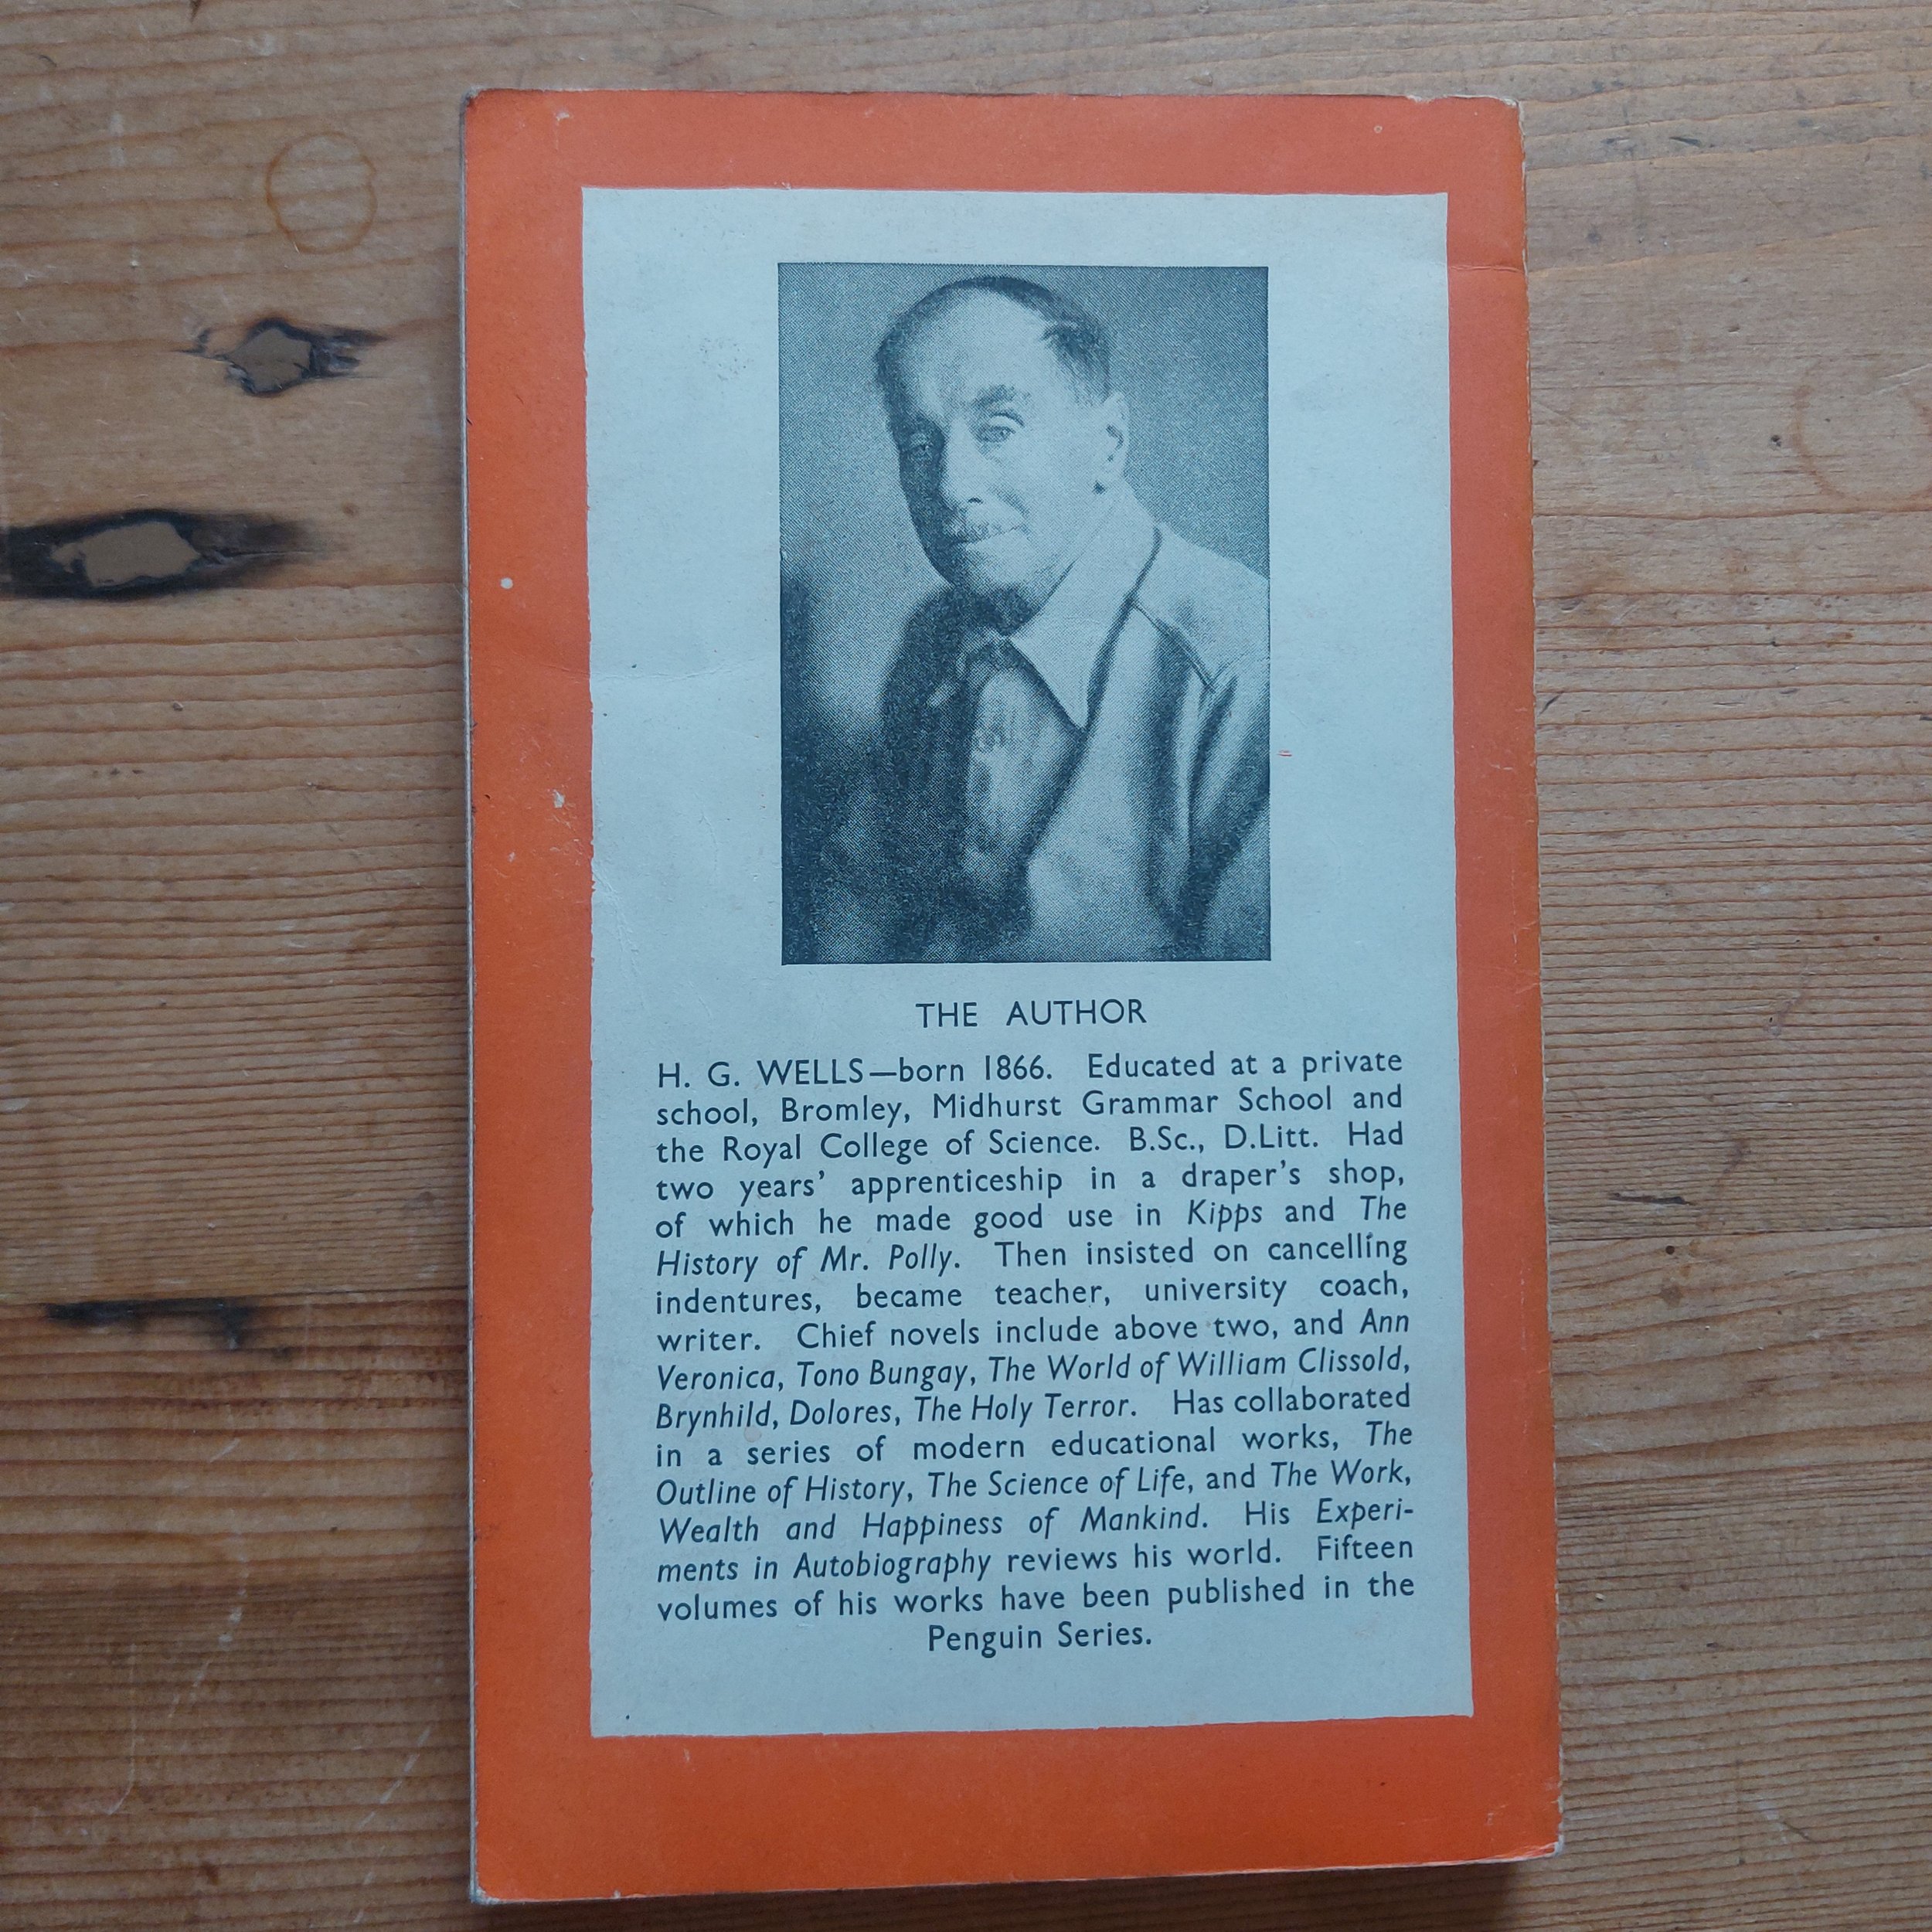 THE AUTHOR
H. G. WELLS—born 1866. Educated at a private
school, Bromley, Midhurst Grammar School and
the Royal College of Science. B.Sc., D.Litt. Had
two years' apprenticeship in a draper's shop,
of which he made good use in Kipps and The
History of Mr. Polly. Then insisted on cancelling
indentures, became teacher, university coach,
writer. Chief novels include above two, and Ann
Veronica, Tono Bungay, The World of William Clissold,
Brynhild, Dolores, The Holy Terror. Has collaborated
in a series of modern educational works, The
Outline of History, The Science of Life, and The Work,
Wealth and Happiness of Mankind. His Experi-
ments in Autobiography reviews his world. Fifteen
volumes of his works have been published in the
Penguin Series.